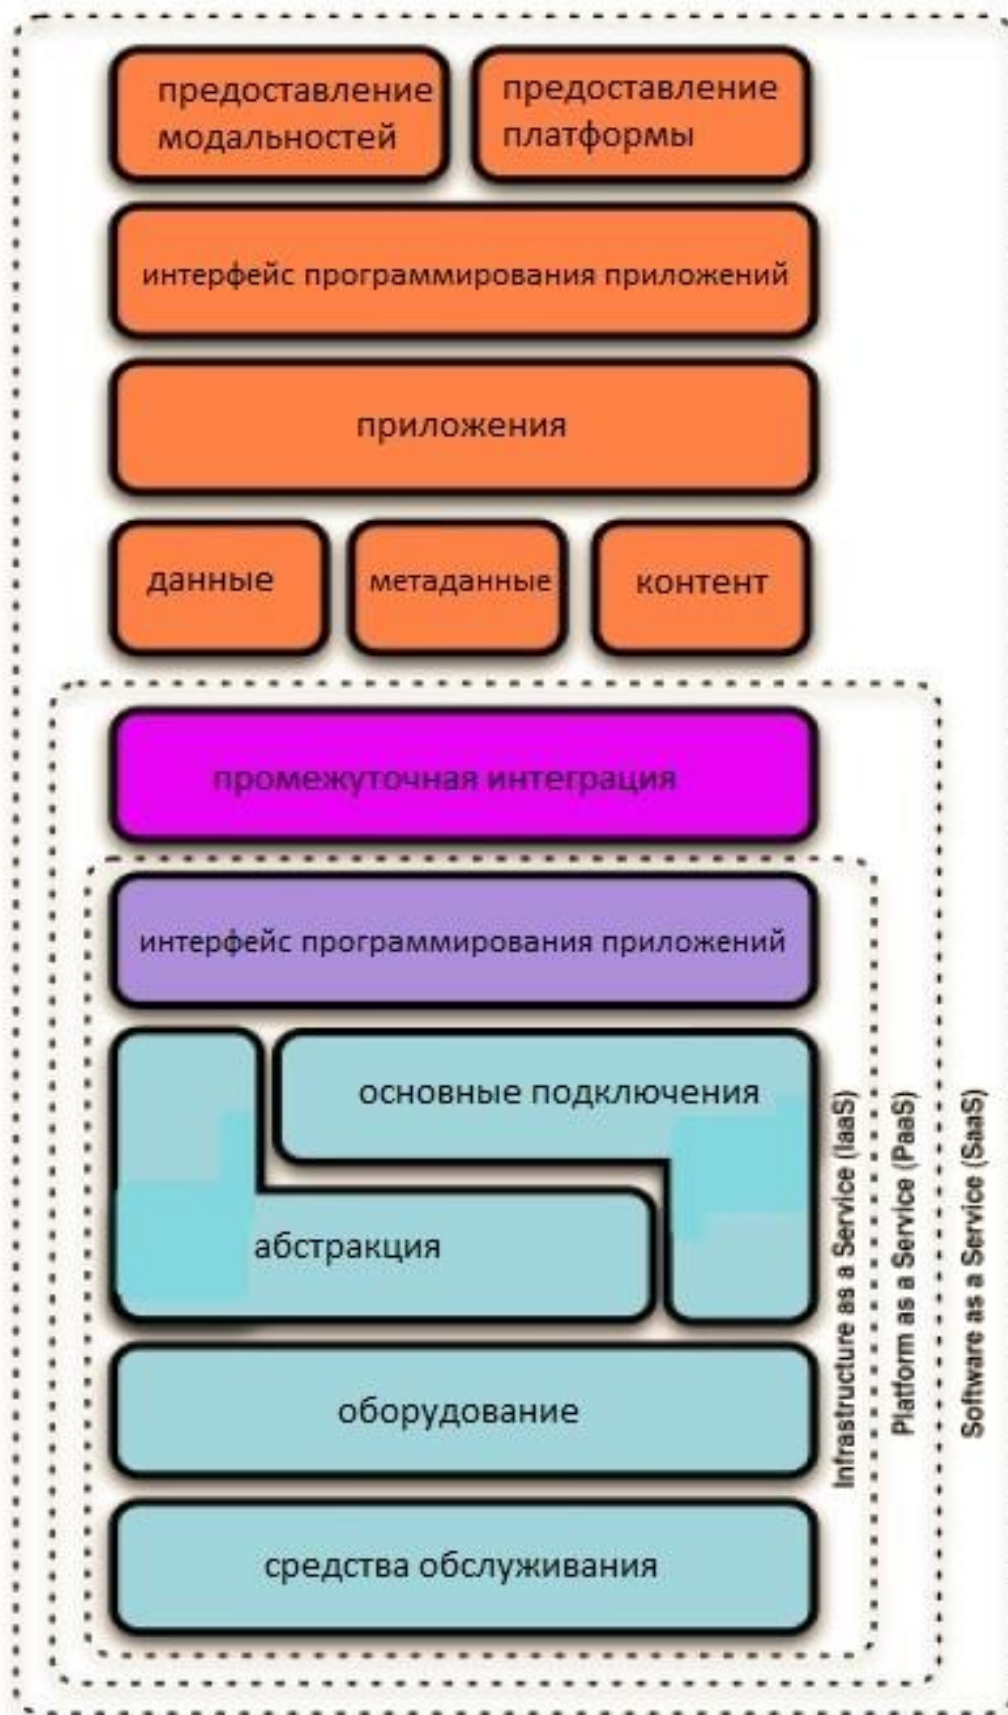 предоставление
модальностей
предоставление
платформы
интерфейс программирования приложений
приложения
данные
метаданные
контент
промежуточная интеграция
интерфейс программирования приложений
основные подключения
абстракция
оборудование
средства обслуживания
Infrastructure as a Service (IaaS)
Platform as a Service (PaaS)
Software as a Service (SaaS)